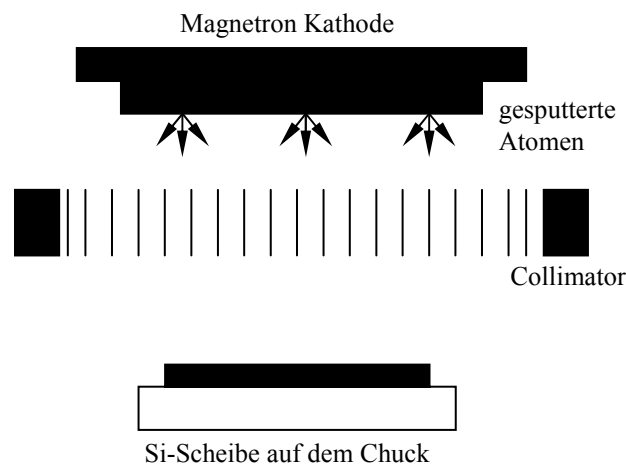 Magnetron Kathode
gesputterte
Atomen
Collimator
Si-Scheibe auf dem Chuck